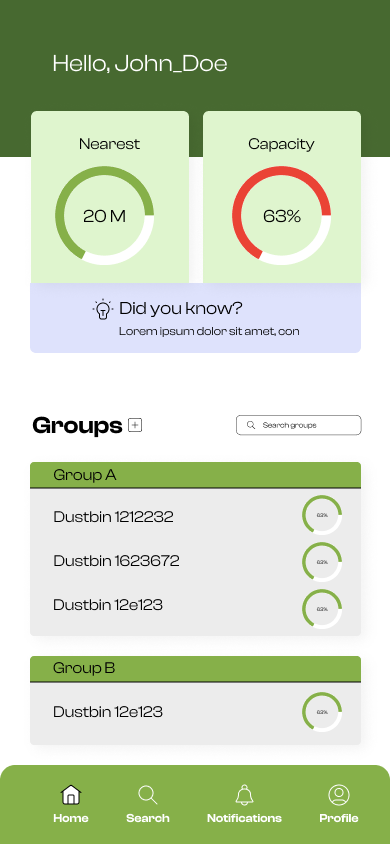 Hello, John_Doe
Nearest
Capacity
20 M
63%
Did you know?
Lorem ipsum dolor sit amet, con
Groups
Search groups
Group A
Dustbin 1212232
63%
Dustbin 1623672
63%
Dustbin 12e123
63%
Group B
Dustbin 12e123
63%
Home
Search
Notifications
Profile